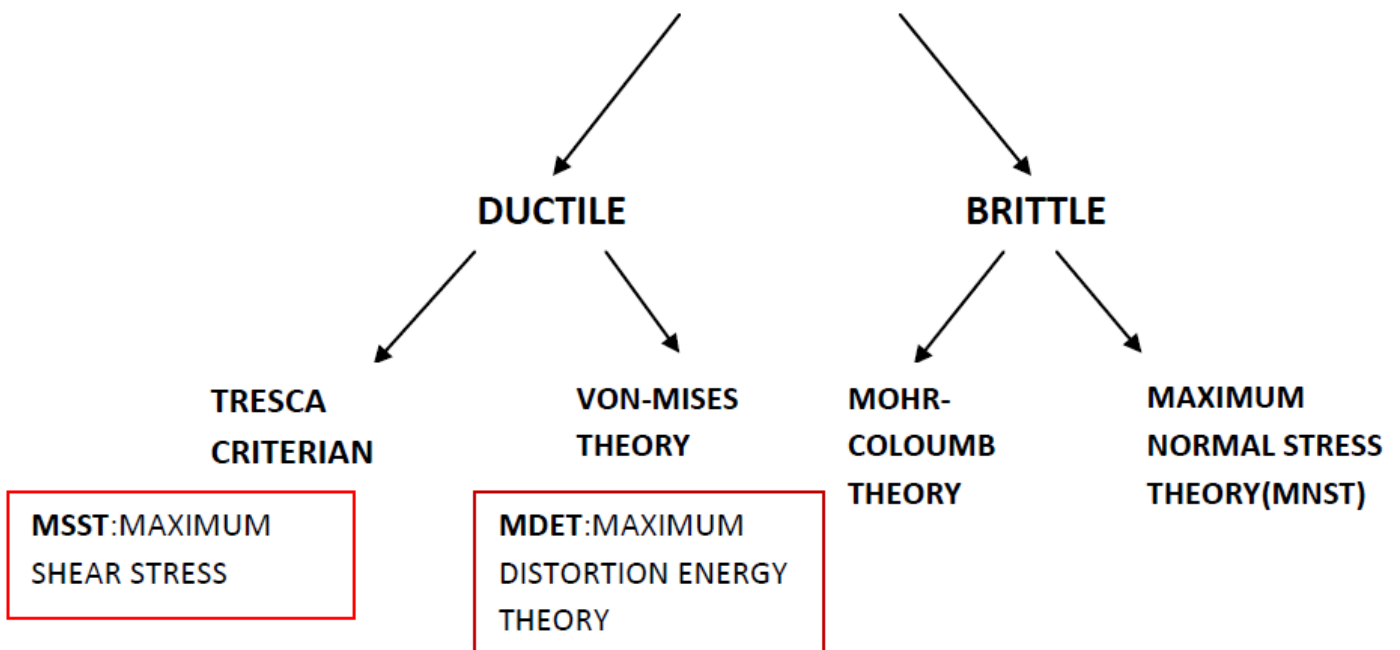 DUCTILE
BRITTLE
TRESCA
CRITERIAN
VON-MISES
THEORY
MOHR-
COLOUMB
THEORY
MAXIMUM
NORMAL STRESS
THEORY(MNST)
MSST:MAXIMUM
SHEAR STRESS
MDET:MAXIMUM
DISTORTION ENERGY
THEORY